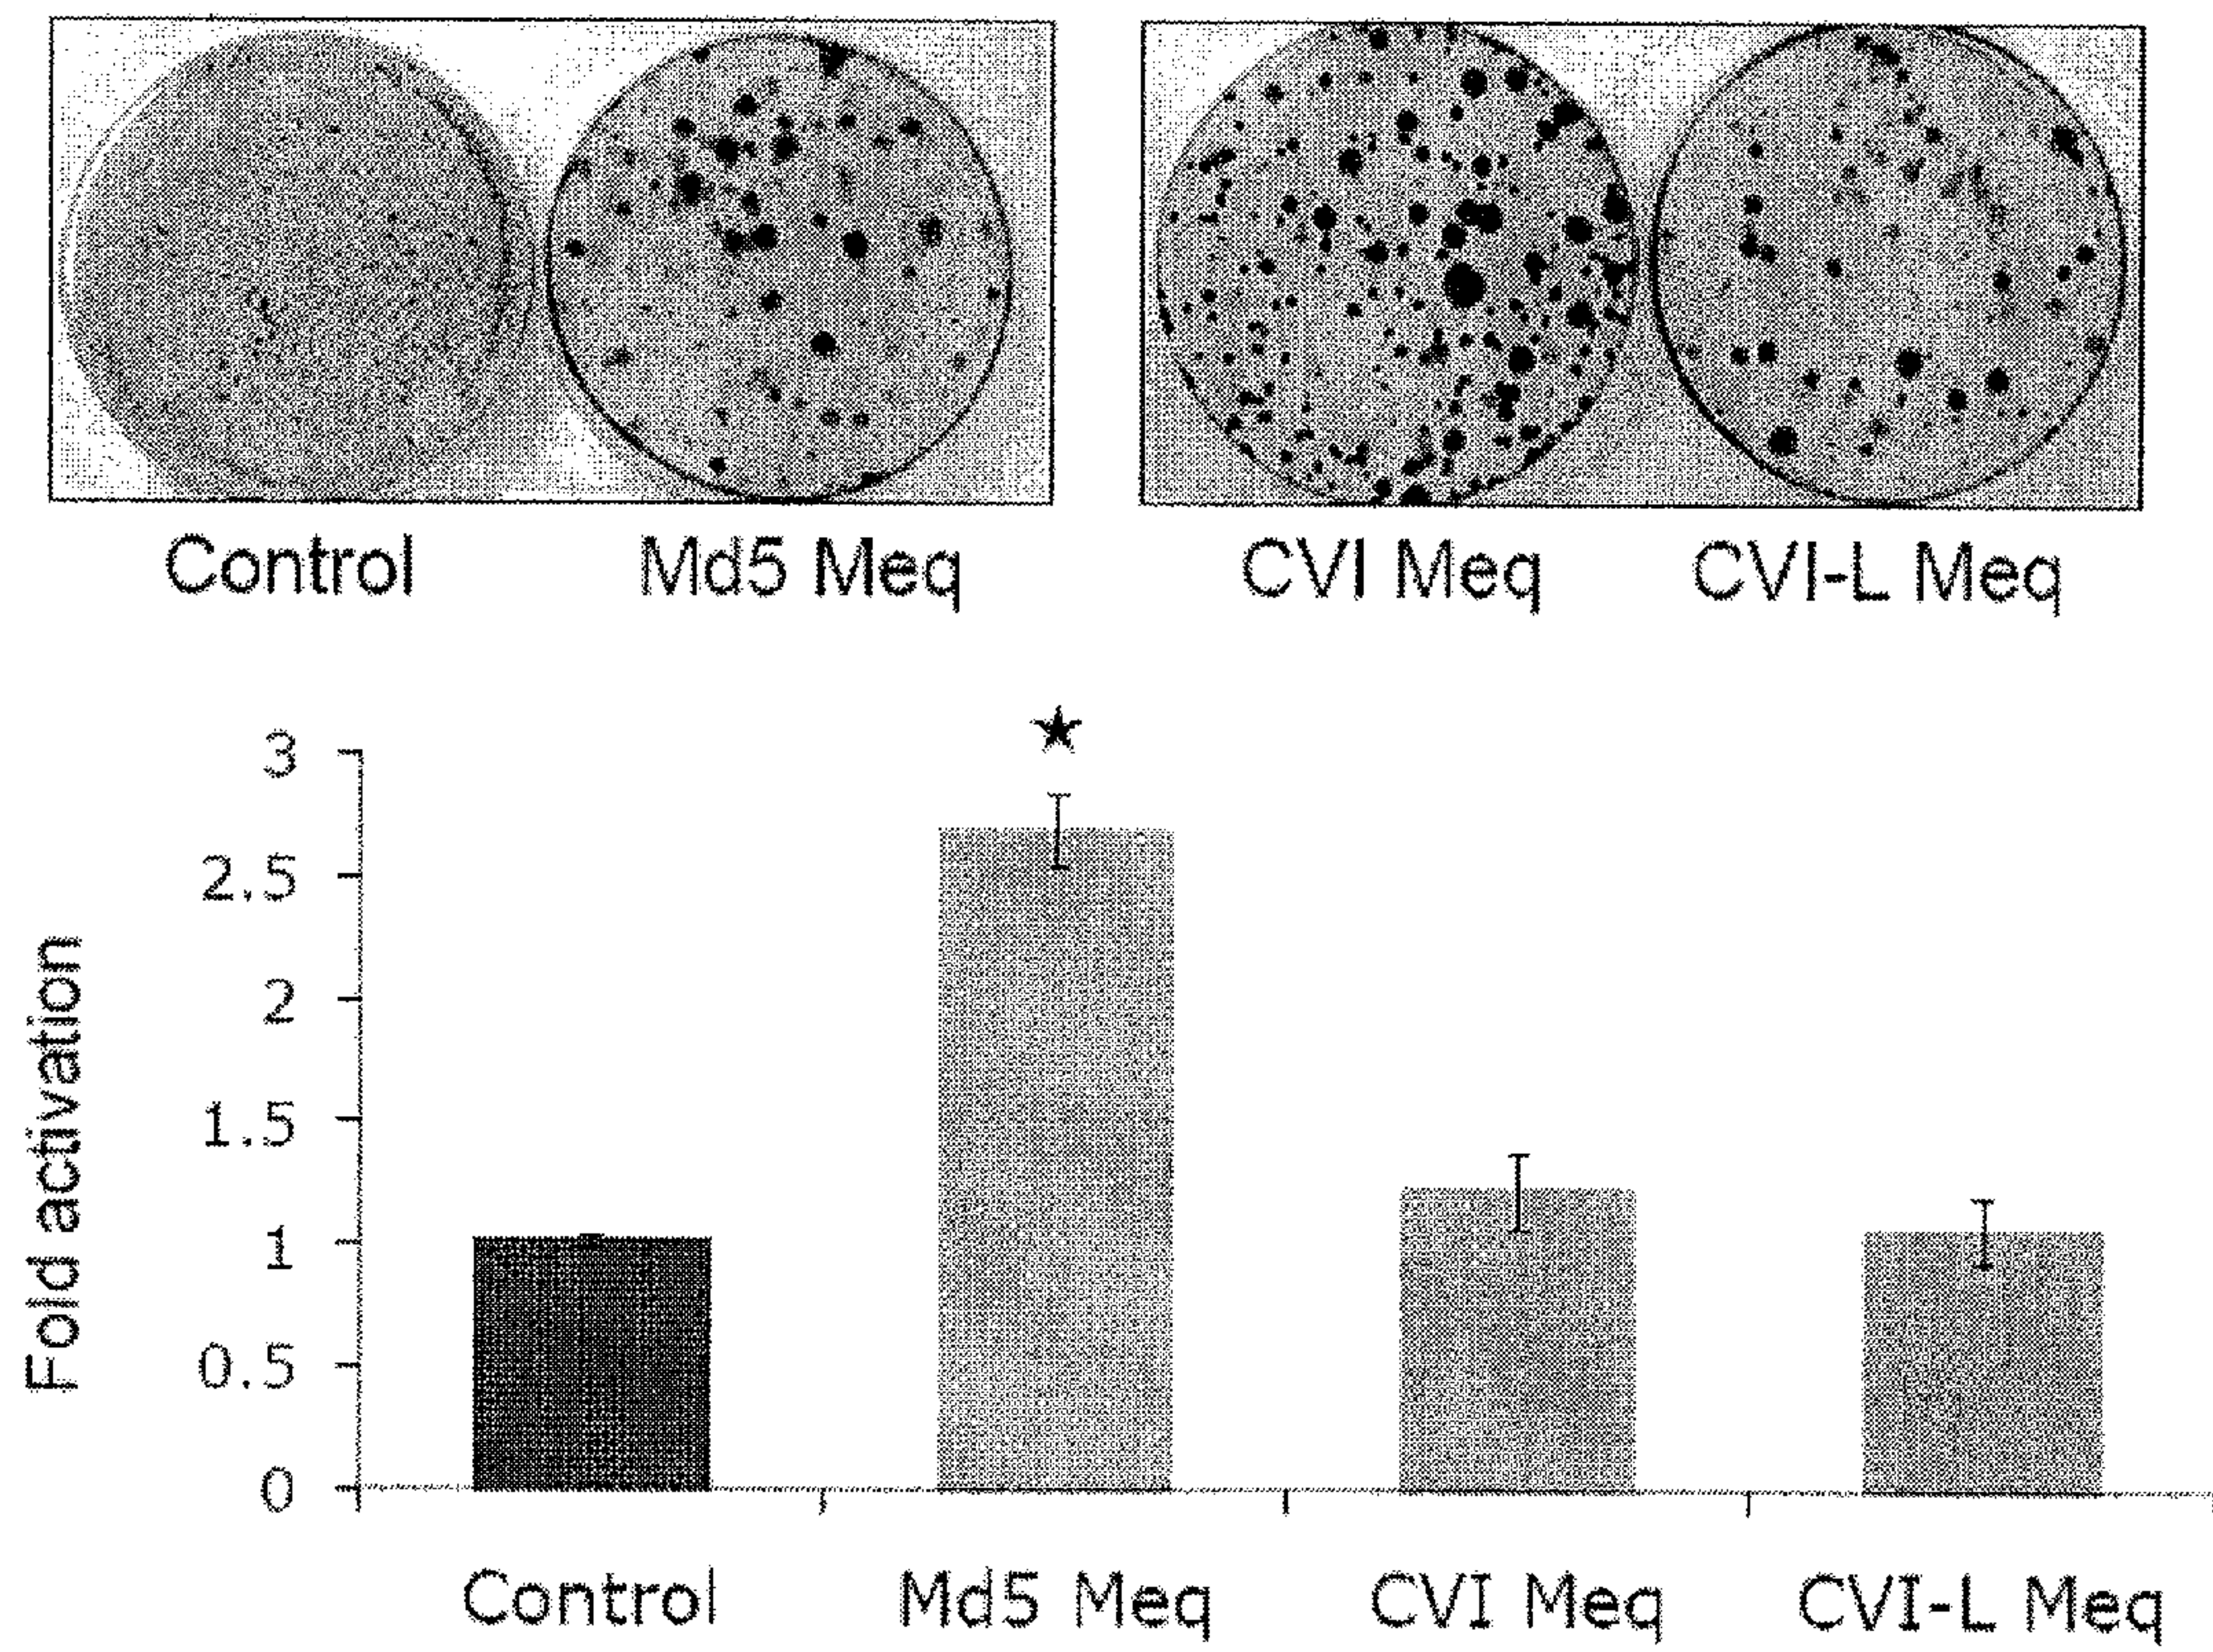 Control Md5 Meq CVI Meq CVI-L Meq
★
3
2.5
2
1.5
1
0.5
0
Fold activation
Control Md5 Meq CVI Meq CVI-L Meq